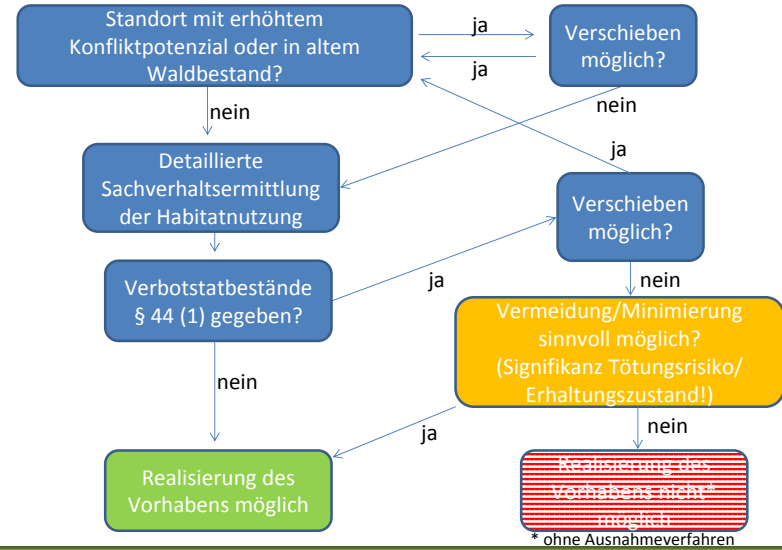 Standort mit erhöhtem
Konfliktpotenzial oder in altem
Waldbestand?
ja
ja
Verschieben
möglich?
nein
nein
Detaillierte
Sachverhaltsermittlung
der Habitatnutzung
ja
Verschieben
möglich?
Verbotstatbestände
§ 44 (1) gegeben?
ja
nein
Vermeidung/Minimierung
sinnvoll möglich?
(Signifikanz Tötungsrisiko/
Erhaltungszustand!)
nein
ja
nein
Realisierung des
Vorhabens möglich
Realisierung des
Vorhabens nicht*
möglich
* ohne Ausnahmeverfahren